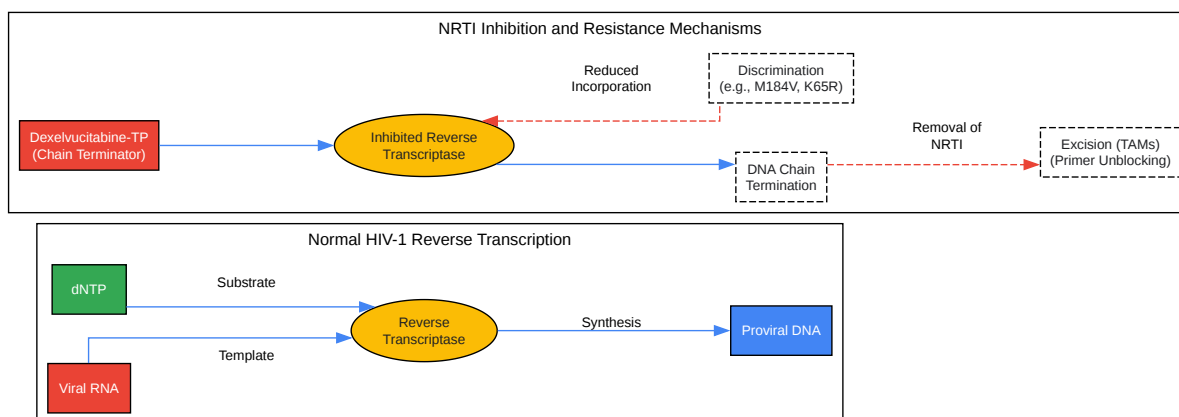 NRTI Inhibition and Resistance Mechanisms
Reduced
Incorporation
Discrimination
(e.g., M184V, K65R)
Dexelvucitabine-TP
(Chain Terminator)
Inhibited Reverse
Transcriptase
Removal of
NRTI
DNA Chain
Termination
Excision (TAMs)
(Primer Unblocking)
Normal HIV-1 Reverse Transcription
dNTP
Substrate
Reverse
Transcriptase
Synthesis
Proviral DNA
Template
Viral RNA